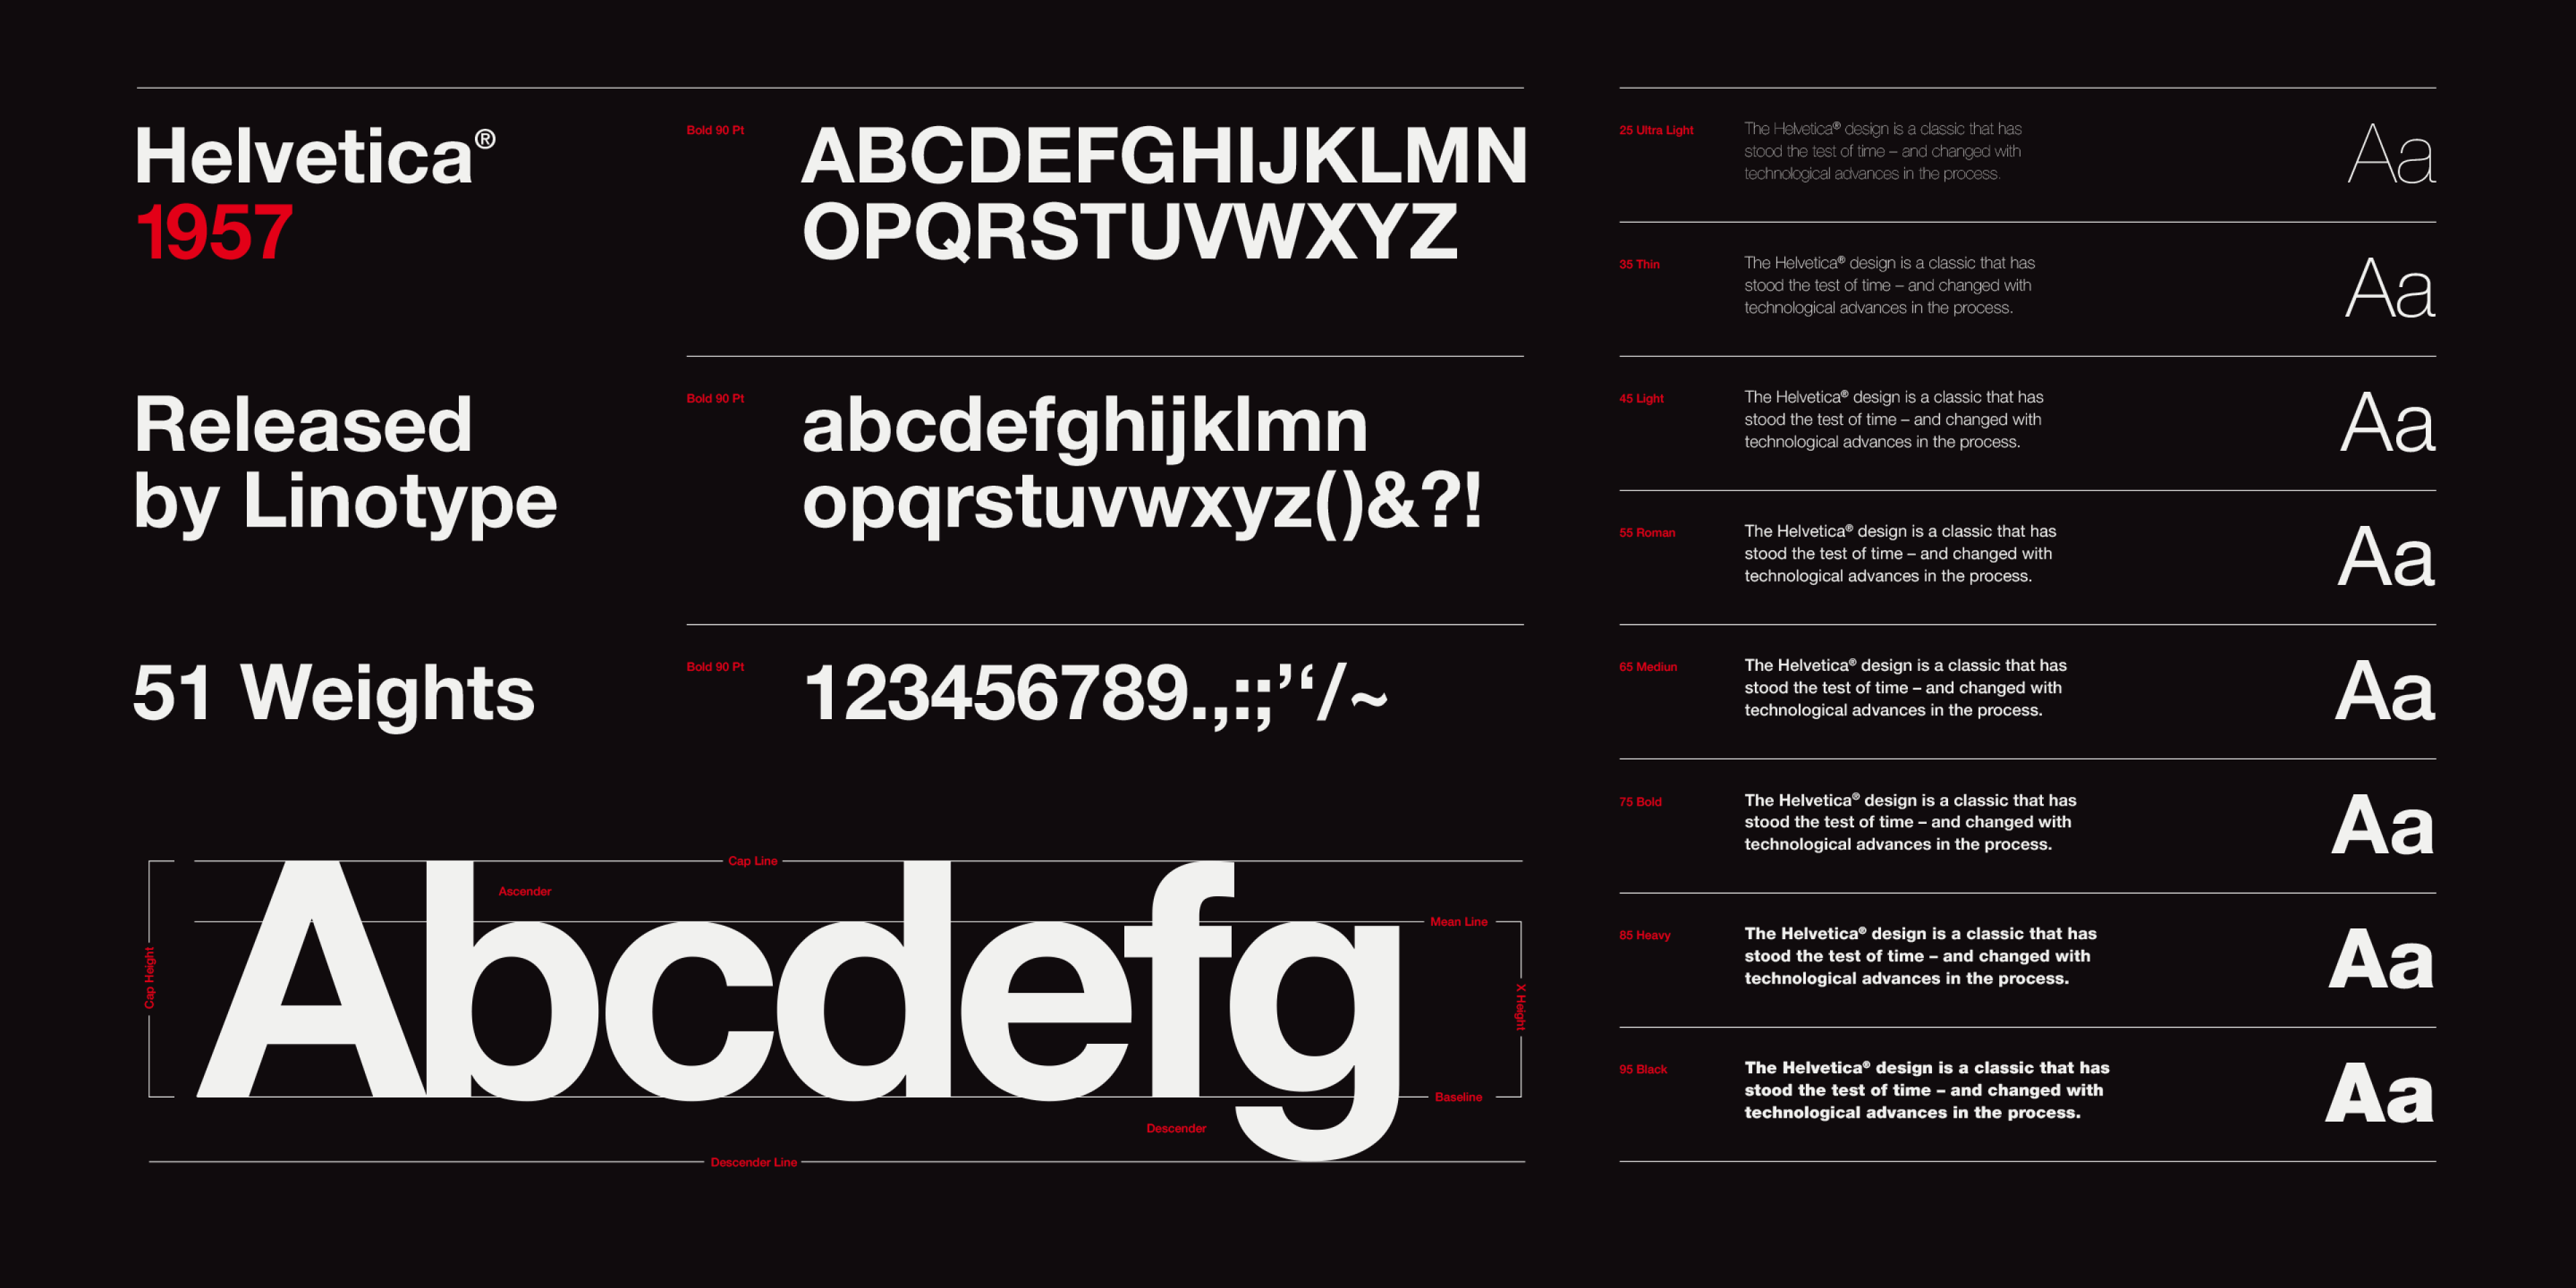 Helvetica®
1957
Released
by Linotype
51 Weights
Bold 90 Pt
ABCDEFGHIJKLMN
OPQRSTUVWXYZ
Bold 90 Pt
abcdefghijklmn
opqrstuvwxyz()&?!
Bold 90 Pt
123456789.,:;’‘/~
Cap Line
Ascender
Mean Line
Cap Height
Abcdefg
X Height
Baseline
Descender
Descender Line
25 Ultra Light
The Helvetica® design is a classic that has
stood the test of time – and changed with
technological advances in the process.
Aa
35 Thin
The Helvetica® design is a classic that has
stood the test of time – and changed with
technological advances in the process.
Aa
45 Light
The Helvetica® design is a classic that has
stood the test of time – and changed with
technological advances in the process.
Aa
55 Roman
The Helvetica® design is a classic that has
stood the test of time – and changed with
technological advances in the process.
Aa
65 Mediun
The Helvetica® design is a classic that has
stood the test of time – and changed with
technological advances in the process.
Aa
75 Bold
The Helvetica® design is a classic that has
stood the test of time – and changed with
technological advances in the process.
Aa
85 Heavy
The Helvetica® design is a classic that has
stood the test of time – and changed with
technological advances in the process.
Aa
95 Black
The Helvetica® design is a classic that has
stood the test of time – and changed with
technological advances in the process.
Aa